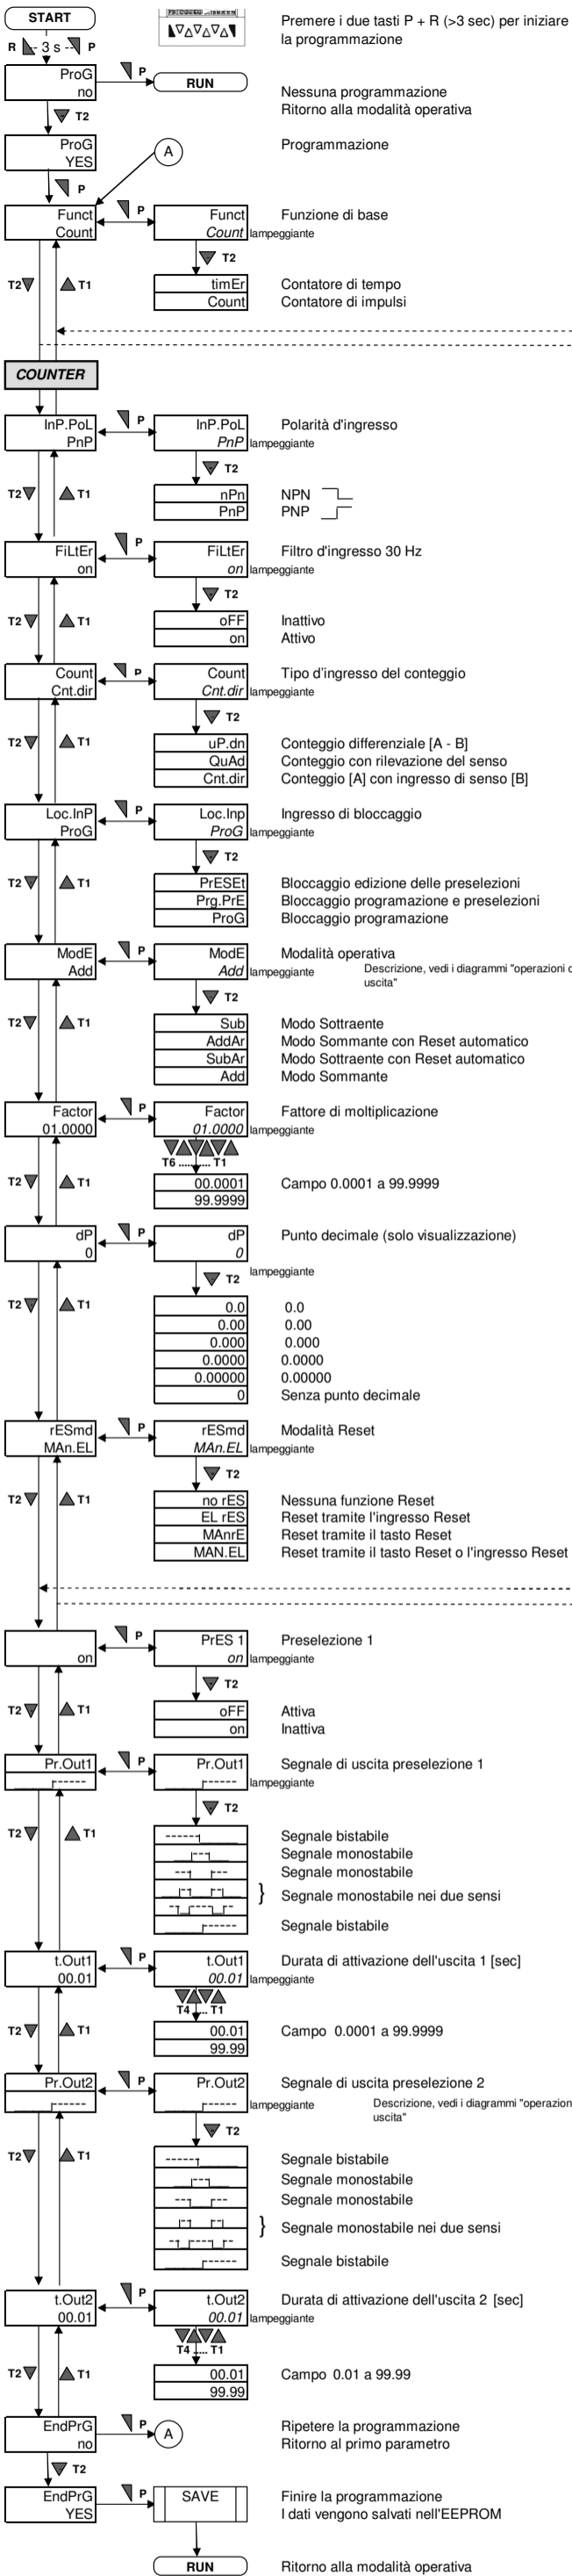 START
Premere i due tasti P + R (>3 sec) per iniziare
la programmazione
R 3 s P
ProG
no
P
RUN
Nessuna programmazione
Ritorno alla modalità operativa
T2
ProG
YES
A
Programmazione
P
Funct
Count
P
Funct
Count
lampeggiante
Funzione di base
T2
T2 T1
timEr
Count
Contatore di tempo
Contatore di impulsi
COUNTER
InP.PoL
PnP
P
InP.PoL
PnP
lampeggiante
Polarità d'ingresso
T2
T2 T1
nPn
PnP
NPN
PNP
FiLtEr
on
P
FiLtEr
on
lampeggiante
Filtro d'ingresso 30 Hz
T2
T2 T1
oFF
on
Inattivo
Attivo
Count
Cnt.dir
P
Count
Cnt.dir
lampeggiante
Tipo d'ingresso del conteggio
T2
T2 T1
uP.dn
QuAd
Cnt.dir
Conteggio differenziale [A - B]
Conteggio con rilevazione del senso
Conteggio [A] con ingresso di senso [B]
Loc.InP
ProG
P
Loc.Inp
ProG
lampeggiante
Ingresso di bloccaggio
T2
T2 T1
PrESEt
Prg.PrE
ProG
Bloccaggio edizione delle preselezioni
Bloccaggio programazione e preselezioni
Bloccaggio programazione
ModE
Add
P
ModE
Add
lampeggiante
Modalità operativa
Descrizione, vedi i diagrammi "operazioni
uscita"
T2
T2 T1
Sub
AddAr
SubAr
Add
Modo Sottraente
Modo Sommante con Reset automatico
Modo Sottraente con Reset automatico
Modo Sommante
Factor
01.0000
P
Factor
01.0000
lampeggiante
Fattore di moltiplicazione
T6 ......... T1
T2 T1
00.0001
99.9999
Campo 0.0001 a 99.9999
dP
0
P
dP
0
lampeggiante
Punto decimale (solo visualizzazione)
T2
T2 T1
0.0
0.00
0.000
0.0000
0.00000
0
0.0
0.00
0.000
0.0000
0.00000
Senza punto decimale
rESmd
MAn.EL
P
rESmd
MAn.EL
lampeggiante
Modalità Reset
T2
T2 T1
no rES
EL rES
MAnrE
MAN.EL
Nessuna funzione Reset
Reset tramite l'ingresso Reset
Reset tramite il tasto Reset
Reset tramite il tasto Reset o l'ingresso Reset
on
P
PrES 1
on
lampeggiante
Preselezione 1
T2
T2 T1
oFF
on
Attiva
Inattiva
Pr.Out1
P
Pr.Out1
lampeggiante
Segnale di uscita preselezione 1
T2
T2 T1
Segnale bistabile
Segnale monostabile
Segnale monostabile
} Segnale monostabile nei due sensi
Segnale bistabile
t.Out1
00.01
P
t.Out1
00.01
lampeggiante
Durata di attivazione dell'uscita 1 [sec]
T4 .... T1
T2 T1
00.01
99.99
Campo 0.0001 a 99.9999
Pr.Out2
P
Pr.Out2
lampeggiante
Segnale di uscita preselezione 2
Descrizione, vedi i diagrammi
uscita"
T2
T2 T1
Segnale bistabile
Segnale monostabile
Segnale monostabile
} Segnale monostabile nei due sensi
Segnale bistabile
t.Out2
00.01
P
t.Out2
00.01
lampeggiante
Durata di attivazione dell'uscita 2 [sec]
T4 ..... T1
T2 T1
00.01
99.99
Campo 0.01 a 99.99
EndPrG
no
P
A
Ripetere la programmazione
Ritorno al primo parametro
T2
EndPrG
YES
P
SAVE
Finire la programmazione
I dati vengono salvati nell'EEPROM
RUN
Ritorno alla modalità operativa